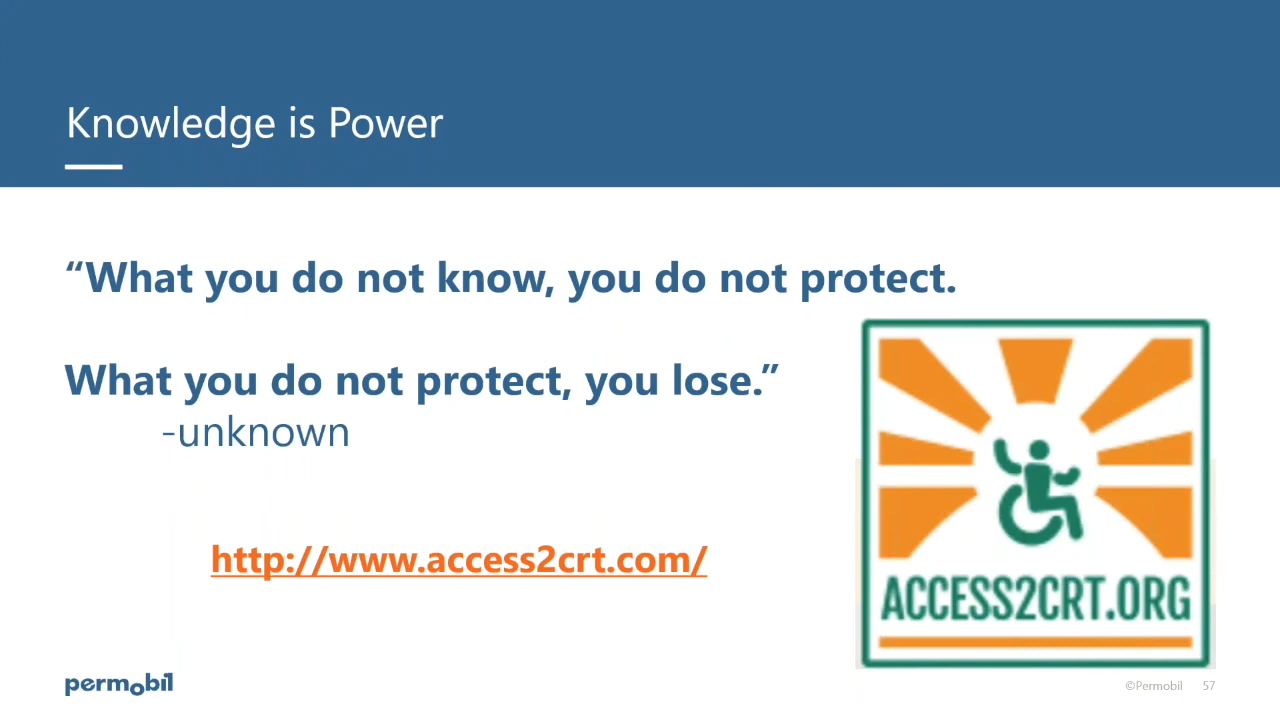 Knowledge is Power
“What you do not know, you do not protect.
What you do not protect, you lose.”
-unknown
http://www.access2crt.com/
ACCESS2CRT.ORG
permobil
©Permobil 57